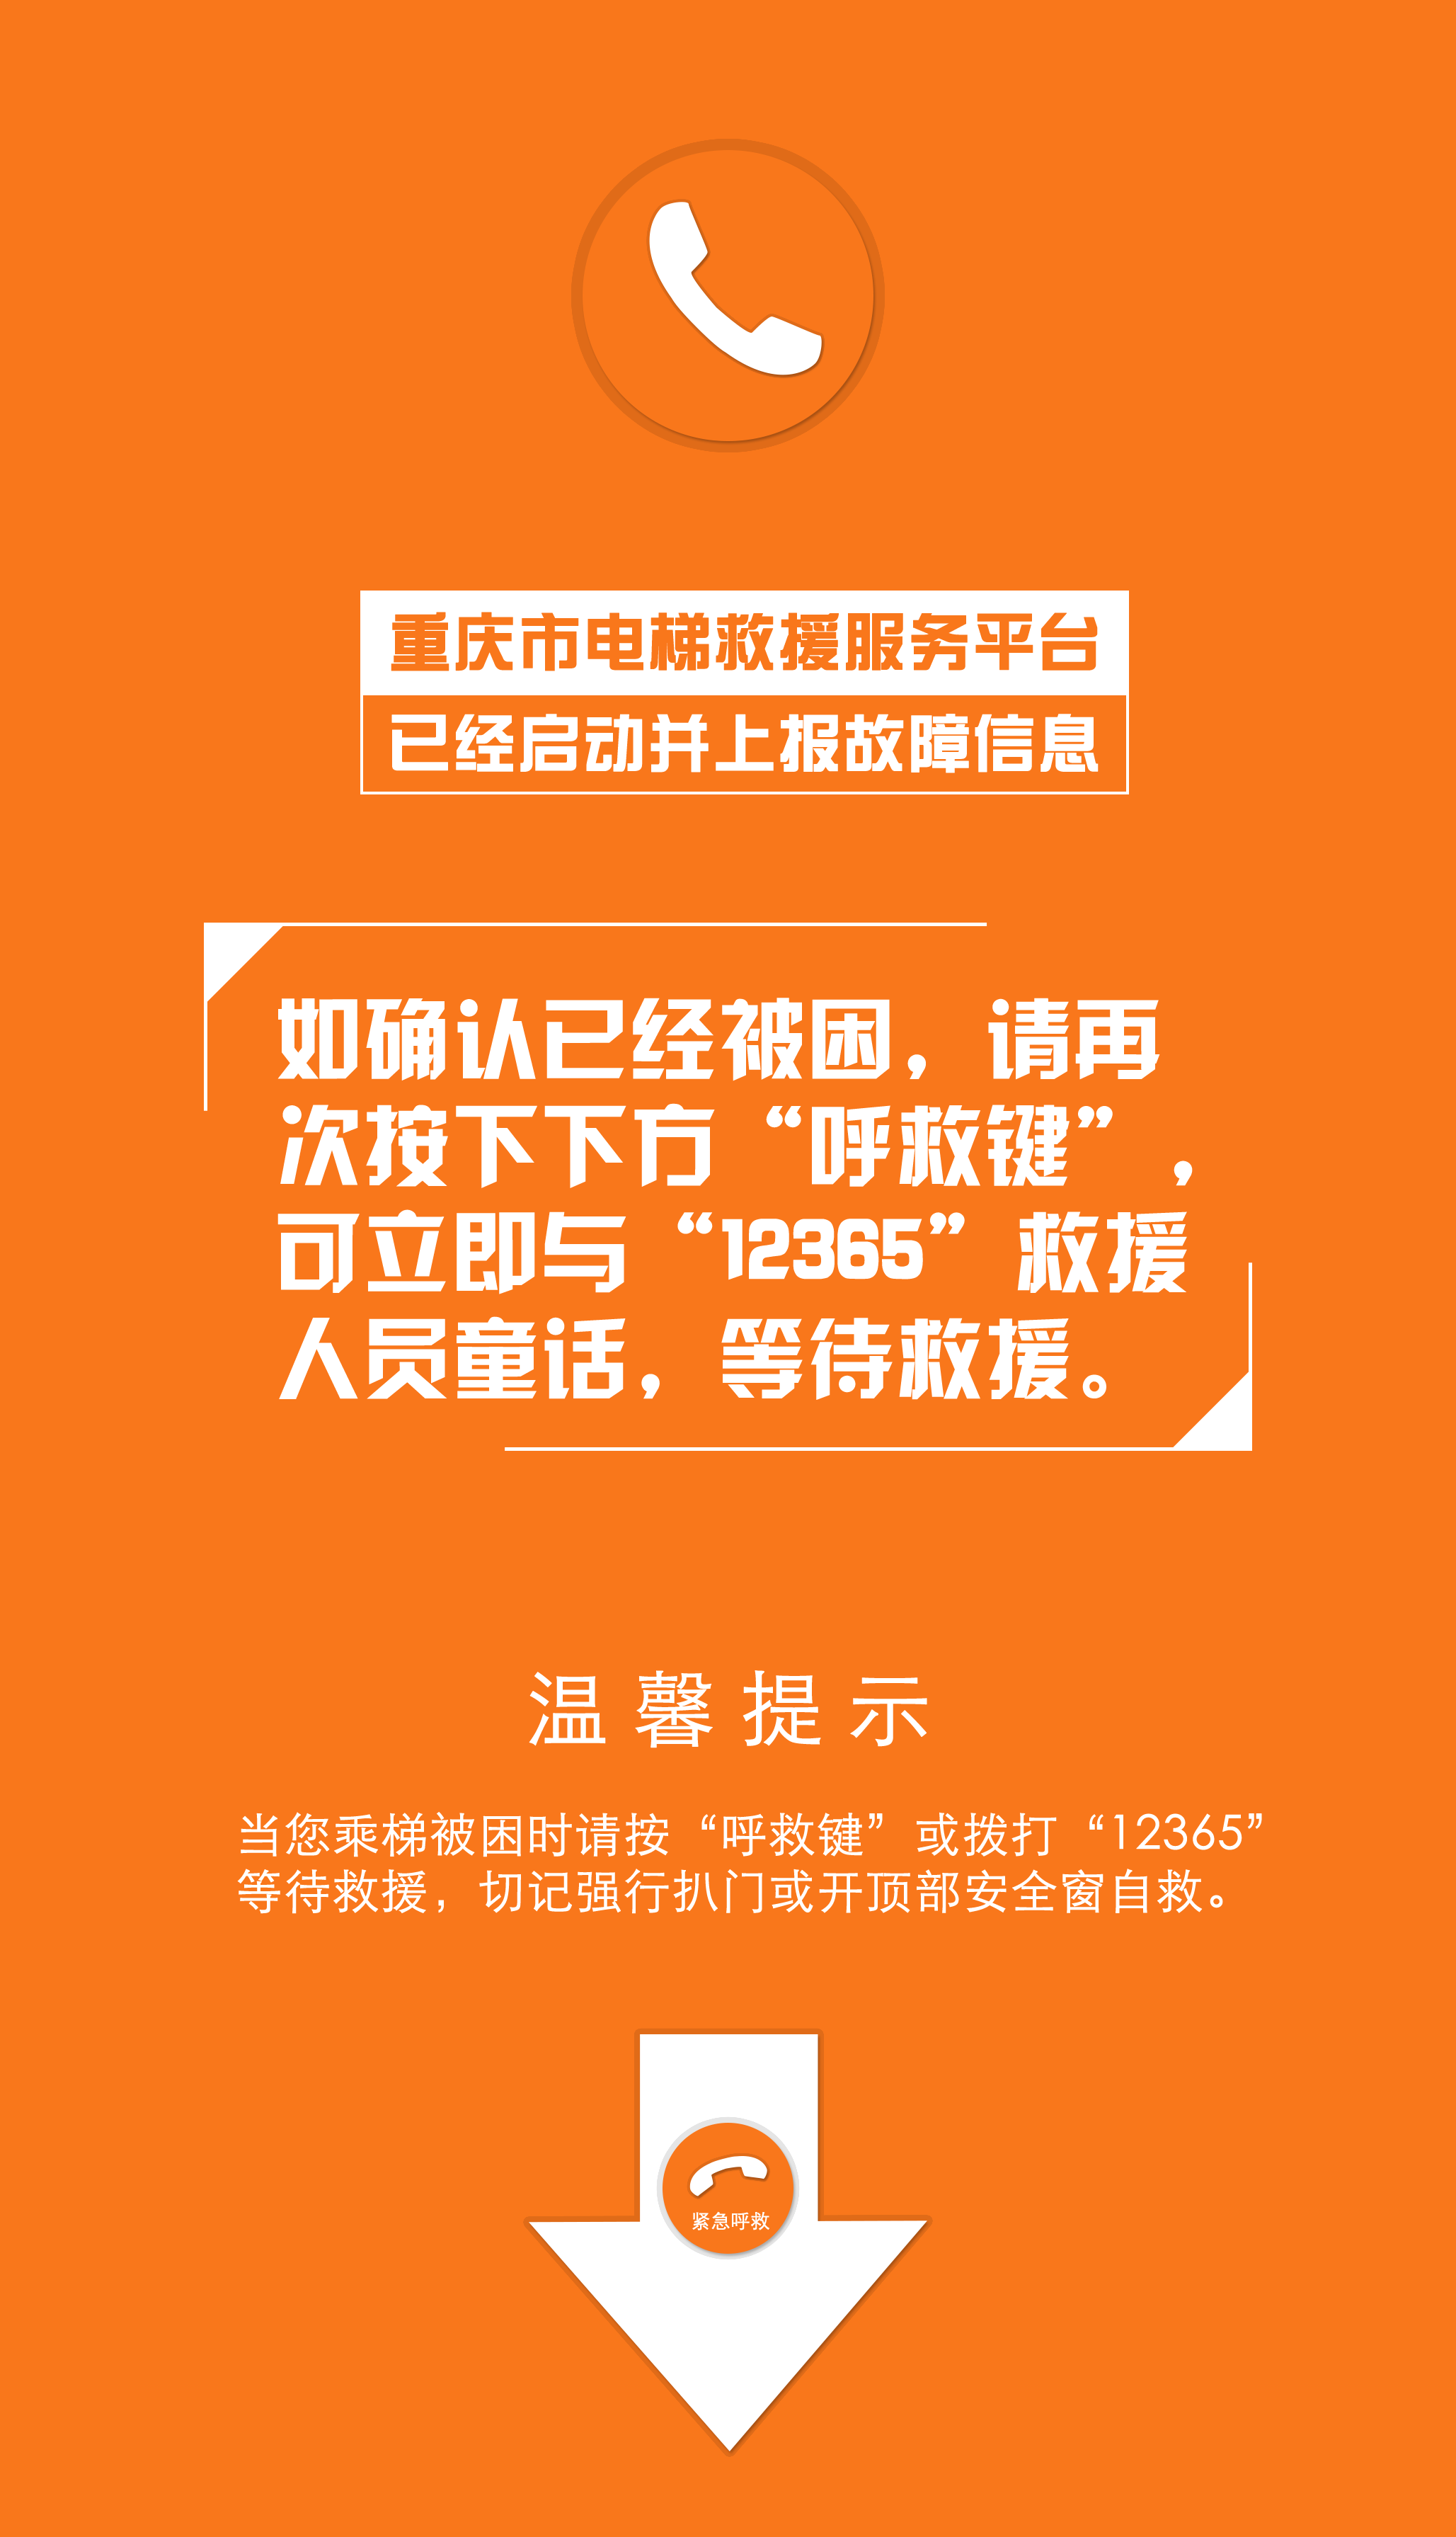 重庆市电梯救援服务平台
已经启动并上报故障信息
如确认已经被困，请再
次按下下方“呼救键”，
可立即与“12365”救援
人员童话，等待救援。
温馨提示
当您乘梯被困时请按“呼救键”或拨打“12365”
等待救援，切记强行扒门或开顶部安全窗自救。
紧急呼救